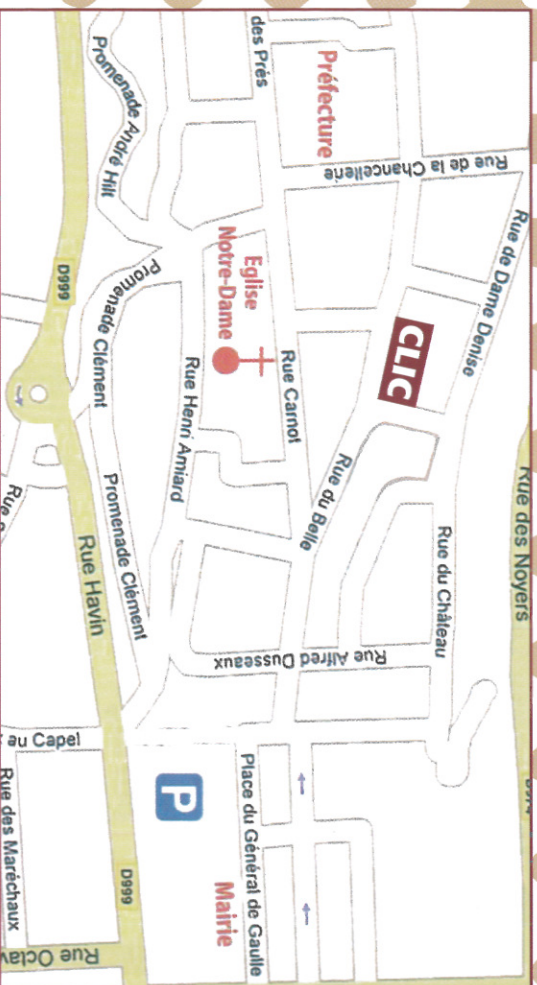 Rue des Noyers
Rue de Dame Denise
Rue de la Chancellerie
Rue du Château
CLIC
Préfecture
Rue du Belle
Rue Alfred Dusseaux
des Prés
Rue Carnot
Eglise
Notre-Dame
Place du Général de Gaulle
Mairie
Rue Henri Amiard
P
Promenade André Hilt
Promenade Clément
Promenade Clément
Rue Havin
D999
D999
au Capel
Rue des Maréchaux
Rue Octav
Rue